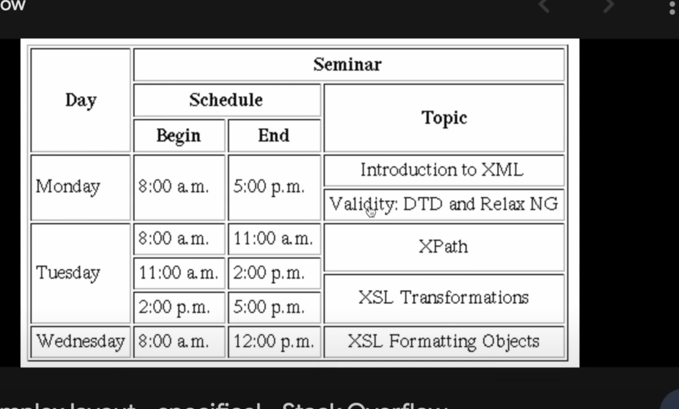 ow
Seminar
Day
Schedule
Topic
Begin End
Monday 8:00 a.m. 5:00 p.m. Introduction to XML
Validity: DTD and Relax NG
Tuesday 8:00 a.m. 11:00 a.m. XPath
11:00 a.m. 2:00 p.m.
2:00 p.m. 5:00 p.m. XSL Transformations
Wednesday 8:00 a.m. 12:00 p.m. XSL Formatting Objects
layout - specifical - Stack Overflow